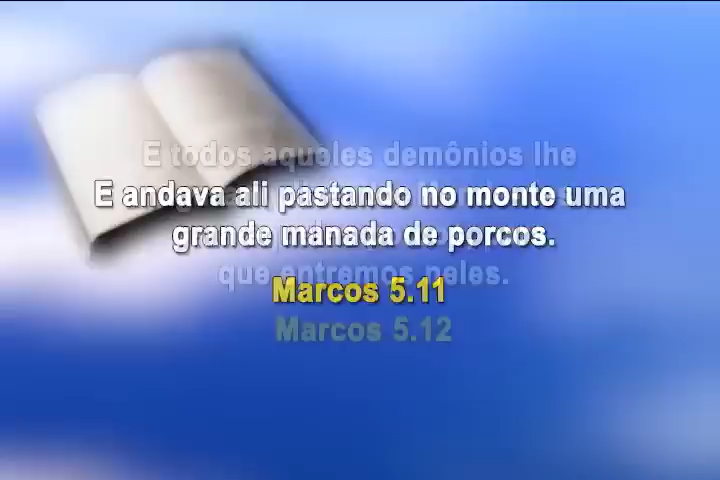 E todos aqueles demônios lhe
E andava ali pastando no monte uma
grande manada de porcos.
que entremos neles.
Marcos 5.11
Marcos 5.12